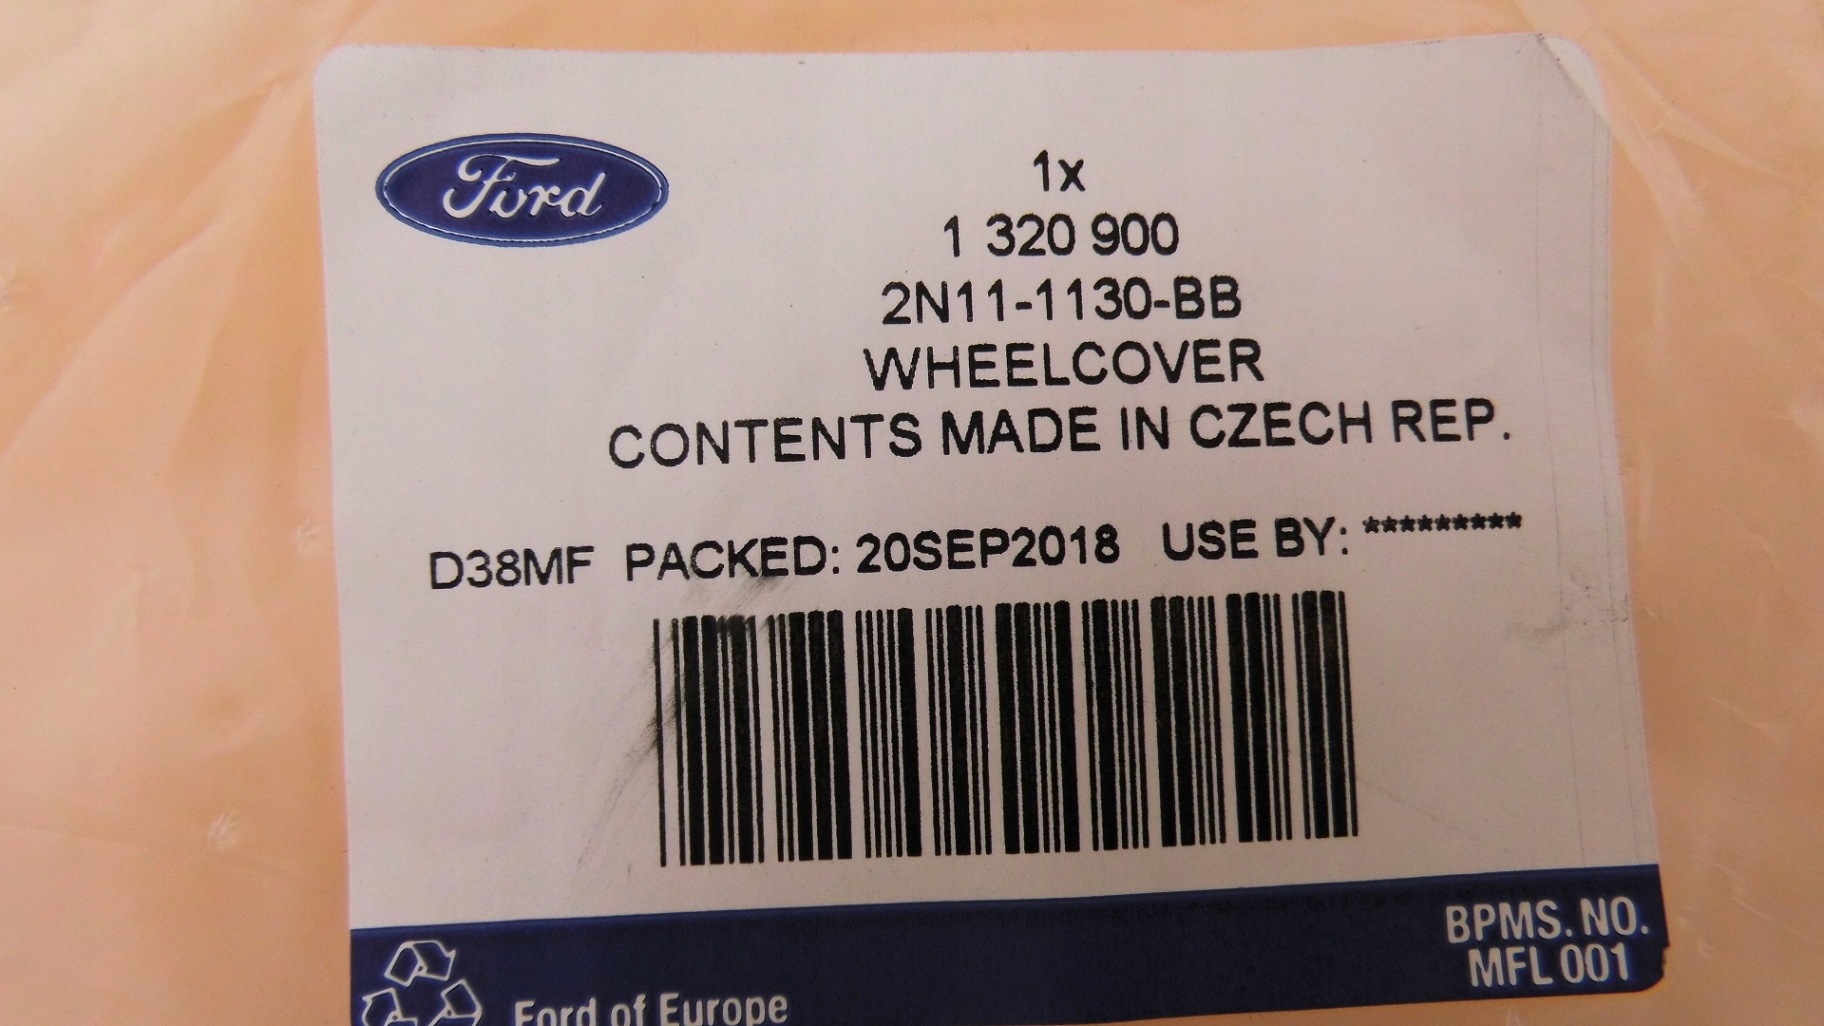 Ford
1x
1 320 900
2N11-1130-BB
WHEELCOVER
CONTENTS MADE IN CZECH REP.
D38MF PACKED: 20SEP2018 USE BY: *********
BPMS. NO.
MFL 001
Ford of Europe